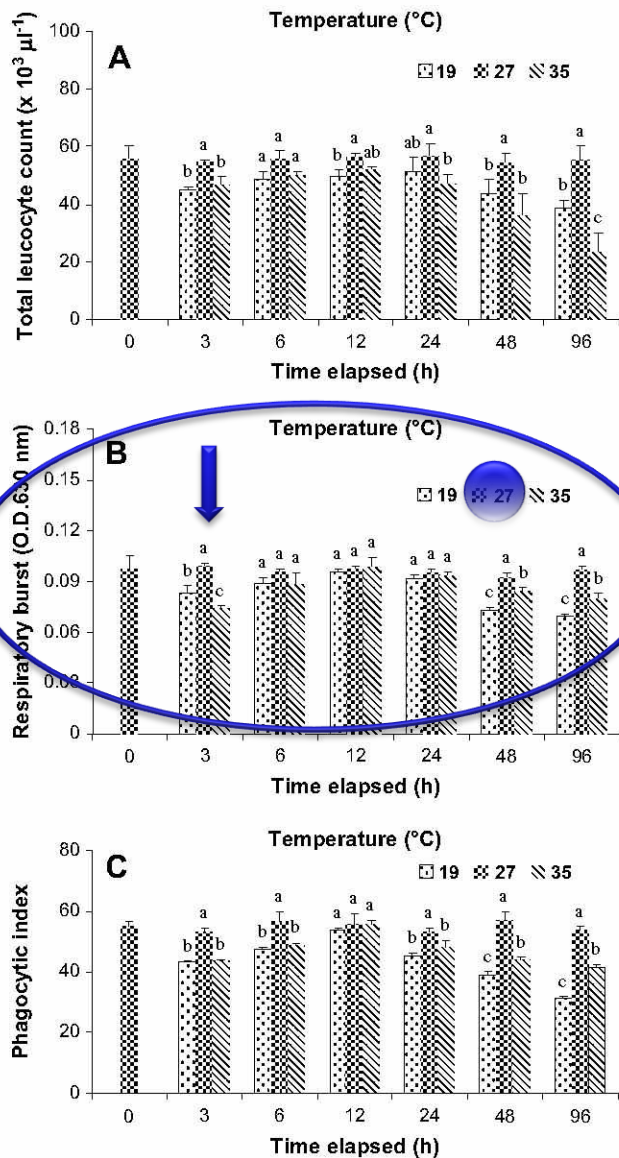 Temperature (°C)
A
19 27 35
Total leucocyte count (x 10³ µl⁻¹)
100
80
60
40
20
0
b a b
a a a
b a ab
ab a b
b a b
b a c
0 3 6 12 24 48 96
Time elapsed (h)
Temperature (°C)
B
19 27 35
Respiratory burst (O.D.630 nm)
0.18
0.15
0.12
0.09
0.06
0.03
0
b a c
a a a
a a a
a a a
c a b
c a b
0 3 6 12 24 48 96
Time elapsed (h)
Temperature (°C)
C
19 27 35
Phagocytic index
80
60
40
20
0
b a b
b a b
a a a
b a b
c a b
c a b
0 3 6 12 24 48 96
Time elapsed (h)